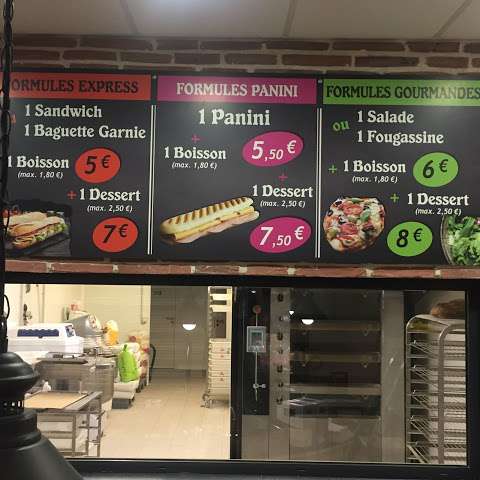 FORMULES EXPRESS
1 Sandwich
ou
1 Baguette Garnie
+
1 Boisson
(max. 1,80 €)
5€
+ 1 Dessert
(max. 2,50 €)
7€
FORMULES PANINI
1 Panini
+
1 Boisson
(max. 1,80 €)
5,50 €
+
1 Dessert
(max. 2,50 €)
7,50 €
FORMULES GOURMANDES
1 Salade
ou
1 Fougassine
+ 1 Boisson
(max. 1,80 €)
6€
+ 1 Dessert
(max. 2,50 €)
8€